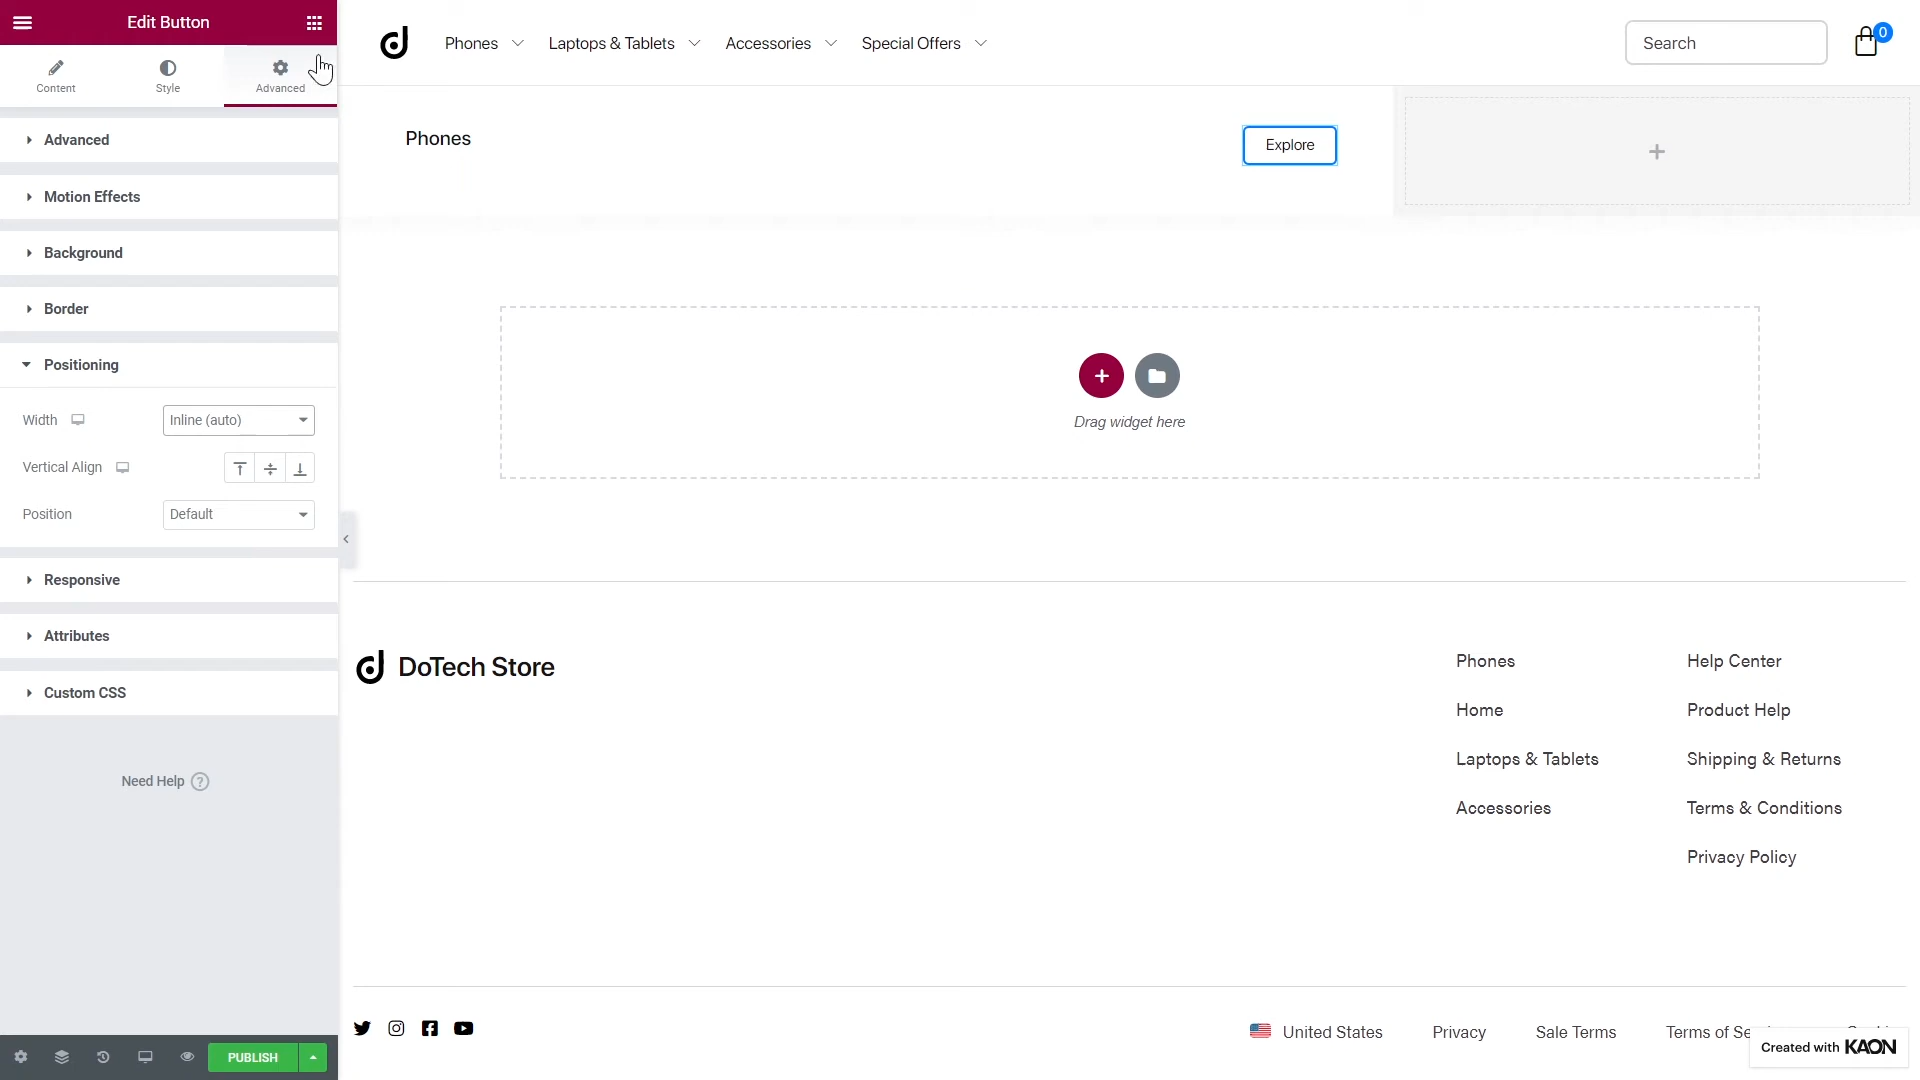 Edit Button
Content
Style
Advanced
Advanced
Motion Effects
Background
Border
Positioning
Width
Inline (auto)
Vertical Align
Position
Default
Responsive
Attributes
Custom CSS
Need Help ?
PUBLISH
Phones
Laptops & Tablets
Accessories
Special Offers
Search
0
Phones
Explore
Drag widget here
DoTech Store
Phones
Home
Laptops & Tablets
Accessories
Help Center
Product Help
Shipping & Returns
Terms & Conditions
Privacy Policy
United States
Privacy
Sale Terms
Terms of
Created with KAON